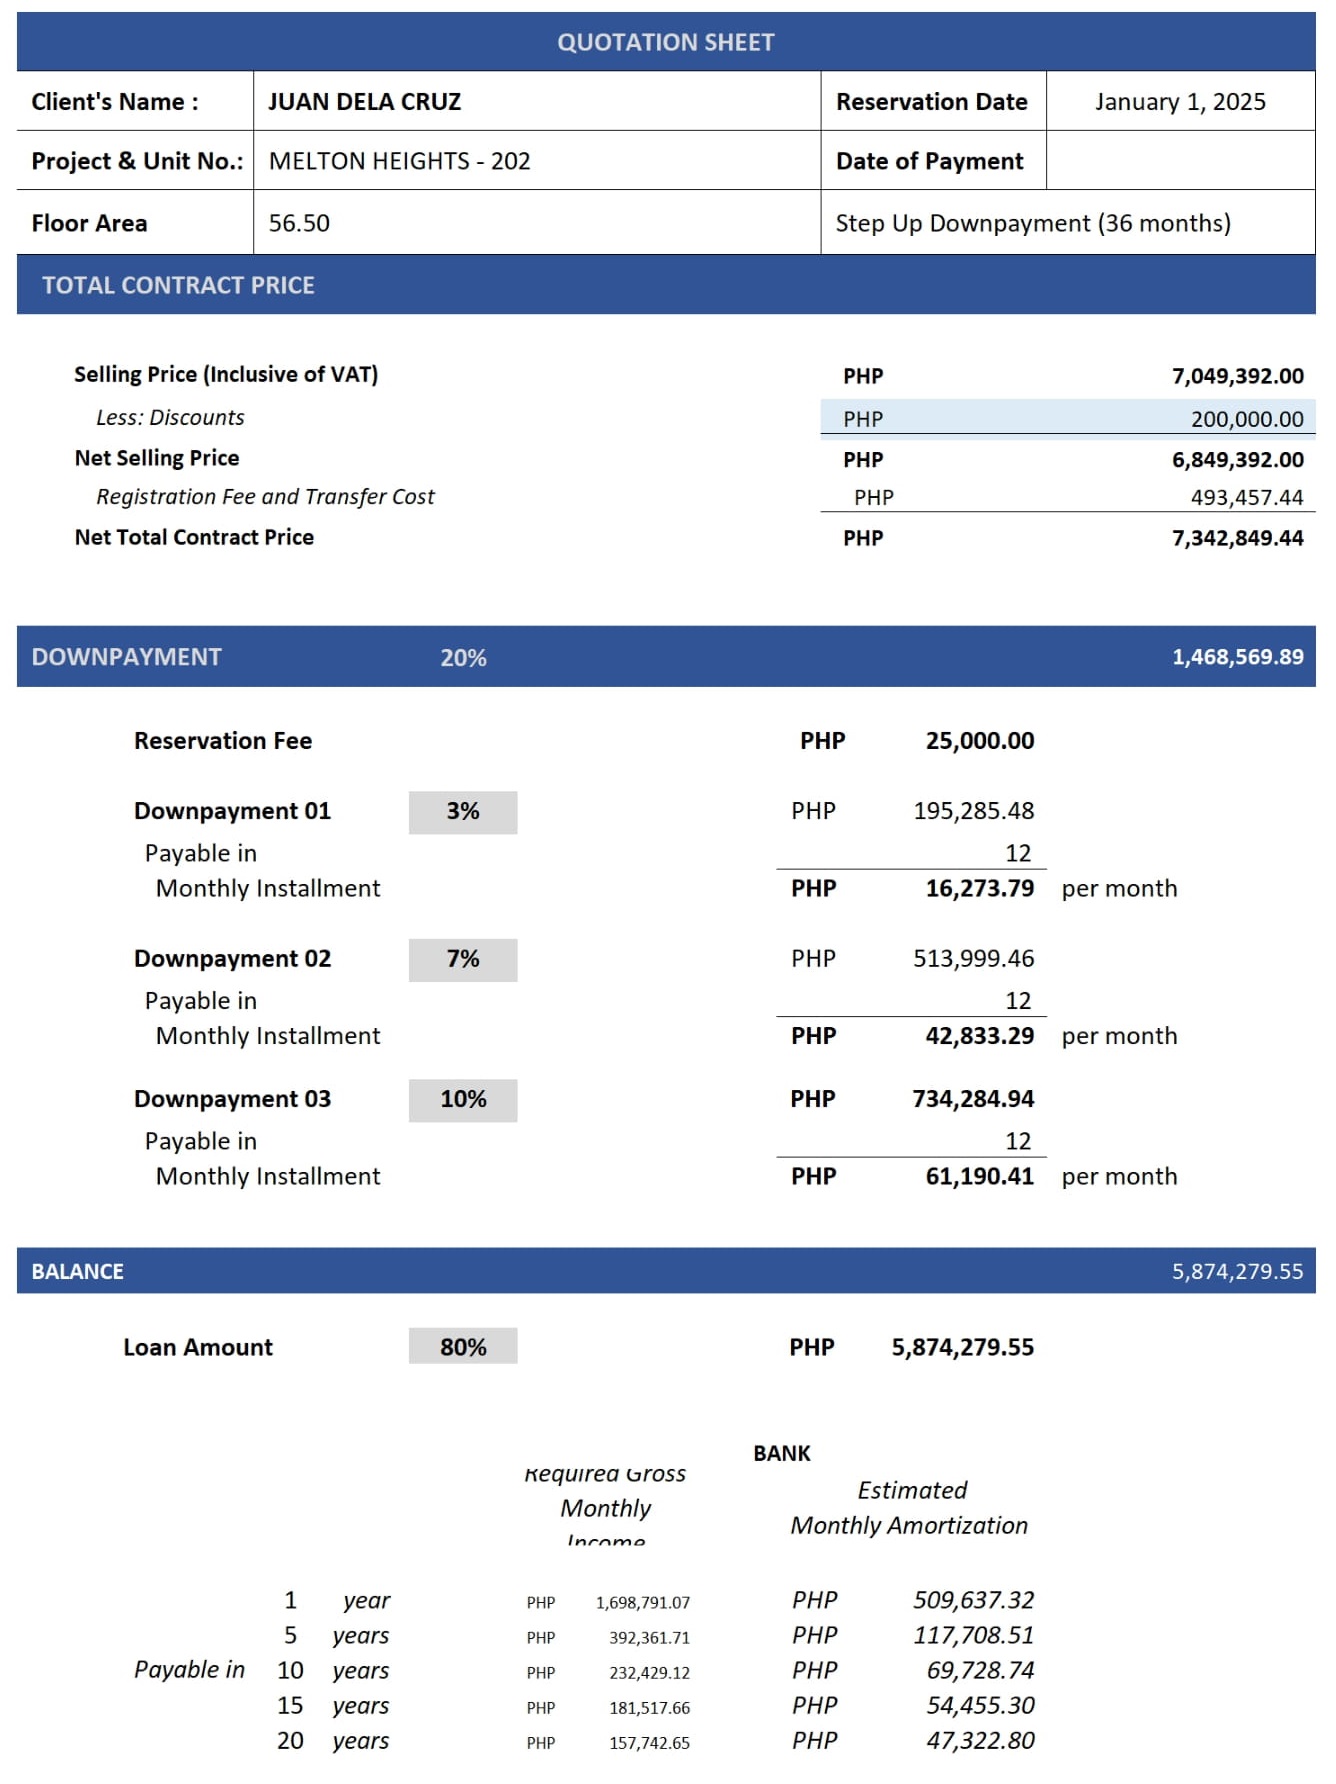 QUOTATION SHEET
Client's Name : JUAN DELA CRUZ Reservation Date January 1, 2025
Project & Unit No.: MELTON HEIGHTS - 202 Date of Payment
Floor Area 56.50 Step Up Downpayment (36 months)
TOTAL CONTRACT PRICE
Selling Price (Inclusive of VAT) PHP 7,049,392.00
Less: Discounts PHP 200,000.00
Net Selling Price PHP 6,849,392.00
Registration Fee and Transfer Cost PHP 493,457.44
Net Total Contract Price PHP 7,342,849.44
DOWNPAYMENT 20% 1,468,569.89
Reservation Fee PHP 25,000.00
Downpayment 01 3% PHP 195,285.48
Payable in 12
Monthly Installment PHP 16,273.79 per month
Downpayment 02 7% PHP 513,999.46
Payable in 12
Monthly Installment PHP 42,833.29 per month
Downpayment 03 10% PHP 734,284.94
Payable in 12
Monthly Installment PHP 61,190.41 per month
BALANCE 5,874,279.55
Loan Amount 80% PHP 5,874,279.55
BANK
Required Gross
Monthly
Income
Estimated
Monthly Amortization
1 year PHP 1,698,791.07 PHP 509,637.32
5 years PHP 392,361.71 PHP 117,708.51
Payable in 10 years PHP 232,429.12 PHP 69,728.74
15 years PHP 181,517.66 PHP 54,455.30
20 years PHP 157,742.65 PHP 47,322.80